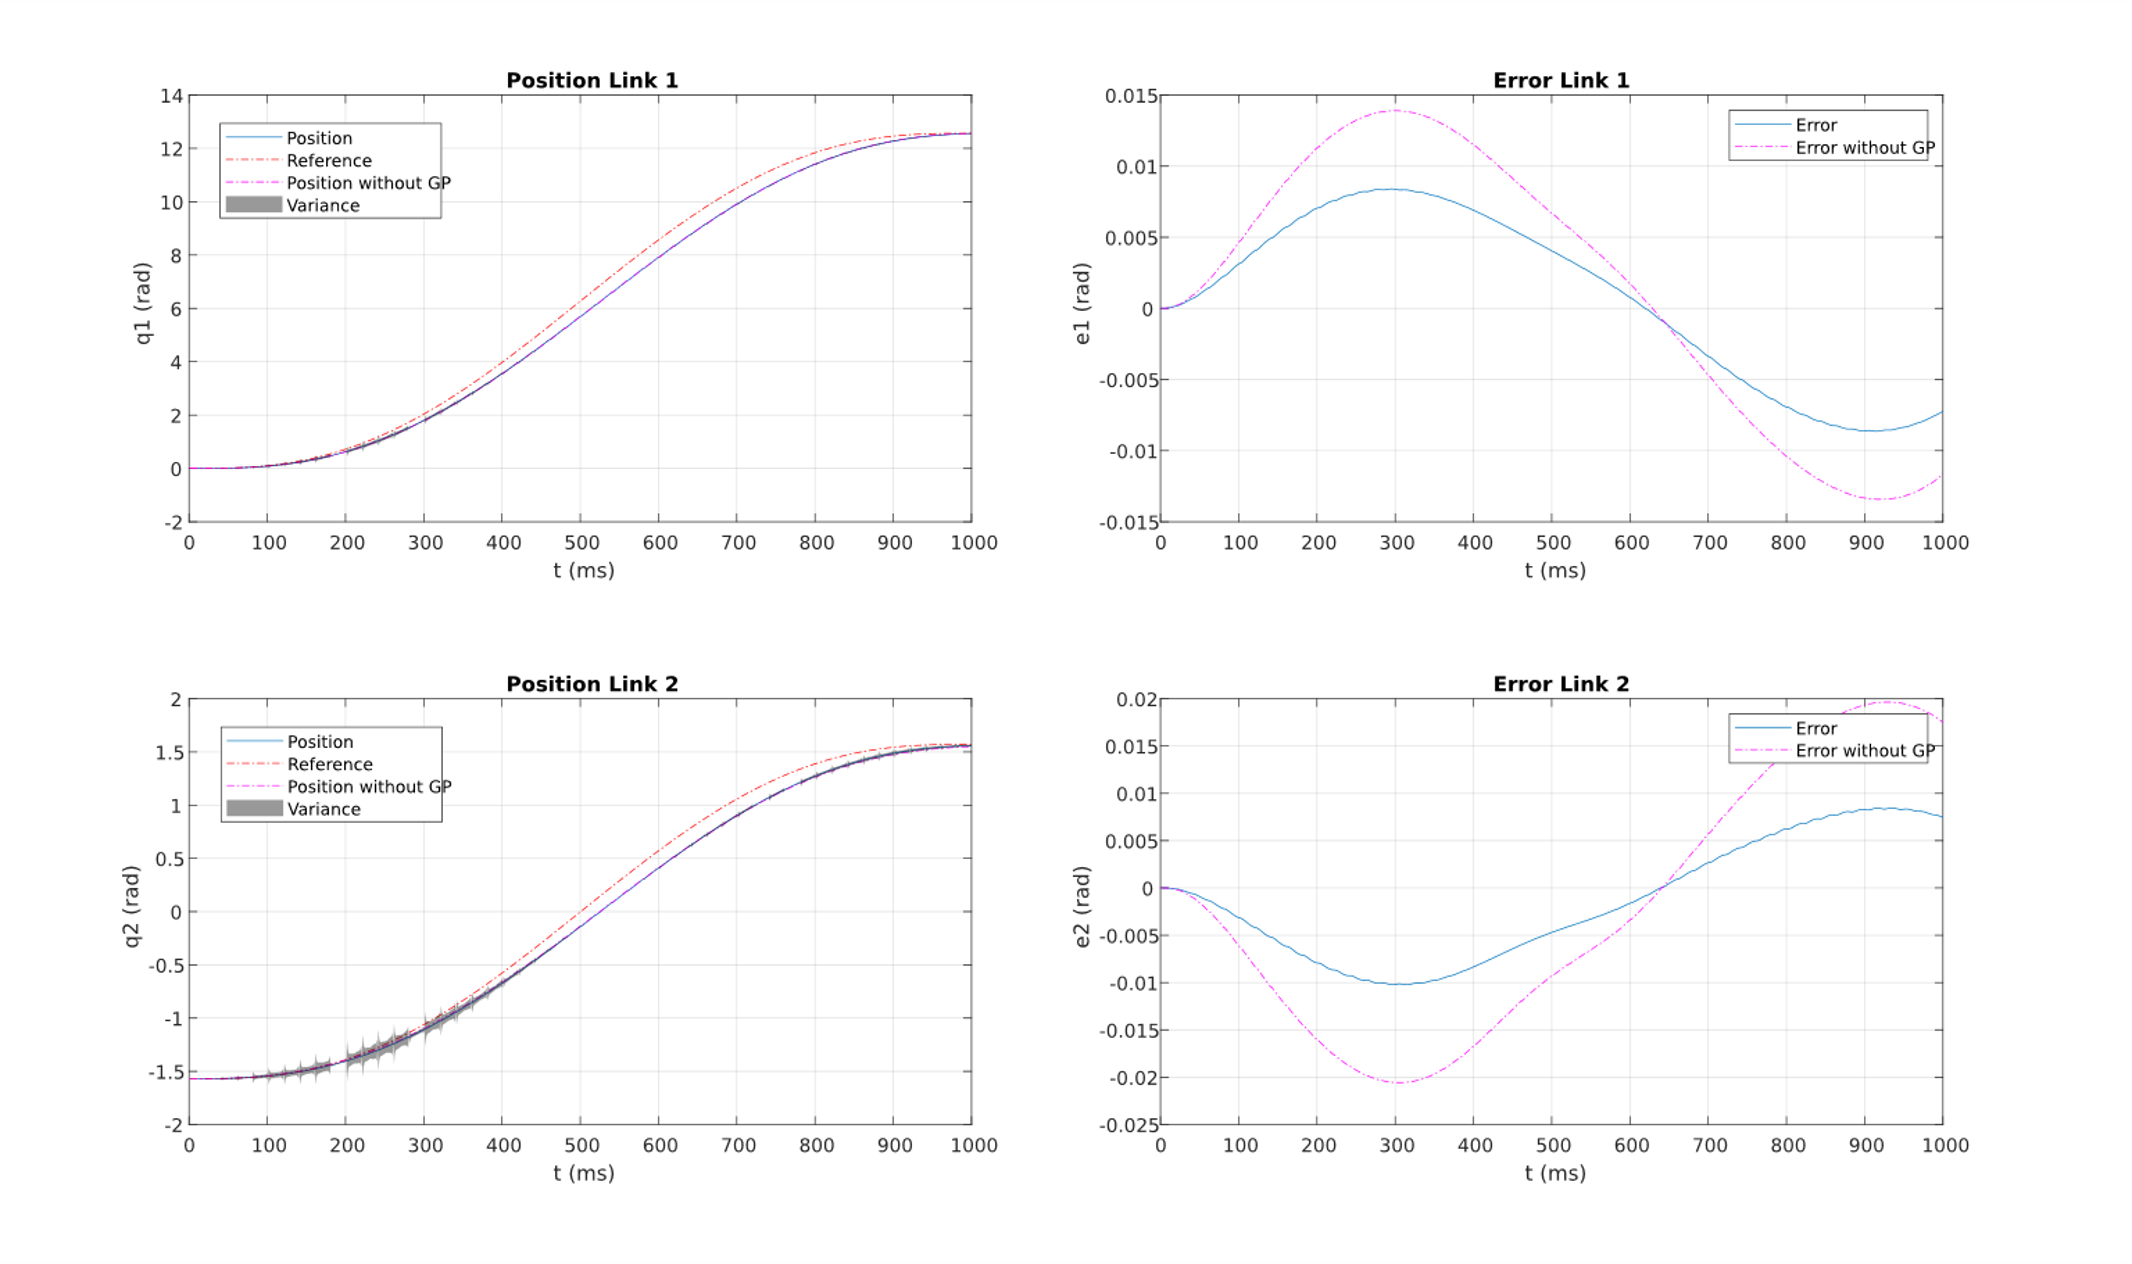 Position Link 1
14
12
10
8
6
4
2
0
-2
q1 (rad)
Position
Reference
Position without GP
Variance
0 100 200 300 400 500 600 700 800 900 1000
t (ms)
Error Link 1
0.015
0.01
0.005
0
-0.005
-0.01
-0.015
e1 (rad)
Error
Error without GP
0 100 200 300 400 500 600 700 800 900 1000
t (ms)
Position Link 2
2
1.5
1
0.5
0
-0.5
-1
-1.5
-2
q2 (rad)
Position
Reference
Position without GP
Variance
0 100 200 300 400 500 600 700 800 900 1000
t (ms)
Error Link 2
0.02
0.015
0.01
0.005
0
-0.005
-0.01
-0.015
-0.02
-0.025
e2 (rad)
Error
Error without GP
0 100 200 300 400 500 600 700 800 900 1000
t (ms)